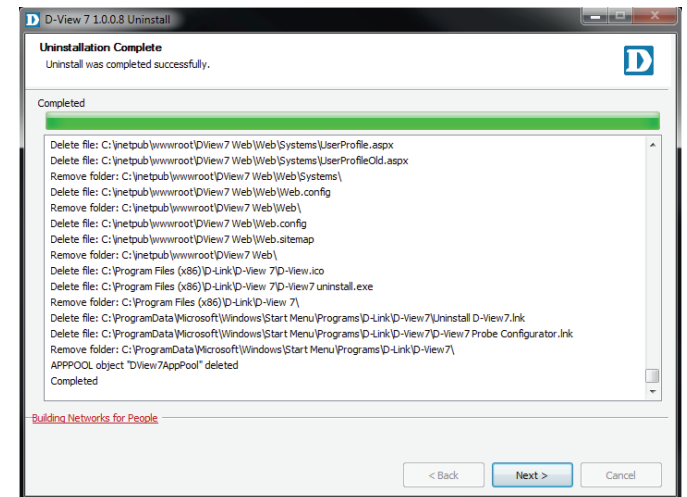 D-View 7 1.0.0.8 Uninstall
Uninstallation Complete
Uninstall was completed successfully.
D
Completed
Delete file: C:\inetpub\wwwroot\DView7 Web\Web\Systems\UserProfile.aspx
Delete file: C:\inetpub\wwwroot\DView7 Web\Web\Systems\UserProfileOld.aspx
Remove folder: C:\inetpub\wwwroot\DView7 Web\Web\Systems\
Delete file: C:\inetpub\wwwroot\DView7 Web\Web\Web.config
Remove folder: C:\inetpub\wwwroot\DView7 Web\Web\
Delete file: C:\inetpub\wwwroot\DView7 Web\Web.config
Delete file: C:\inetpub\wwwroot\DView7 Web\Web.sitemap
Remove folder: C:\inetpub\wwwroot\DView7 Web\
Delete file: C:\Program Files (x86)\D-Link\D-View 7\D-View.ico
Delete file: C:\Program Files (x86)\D-Link\D-View 7\D-View7 uninstall.exe
Remove folder: C:\Program Files (x86)\D-Link\D-View 7\
Delete file: C:\ProgramData\Microsoft\Windows\Start Menu\Programs\D-Link\D-View7\Uninstall D-View7.lnk
Delete file: C:\ProgramData\Microsoft\Windows\Start Menu\Programs\D-Link\D-View7\D-View7 Probe Configurator.lnk
Remove folder: C:\ProgramData\Microsoft\Windows\Start Menu\Programs\D-Link\D-View7\
APPPOOL object "DView7AppPool" deleted
Completed
Building Networks for People
< Back Next > Cancel